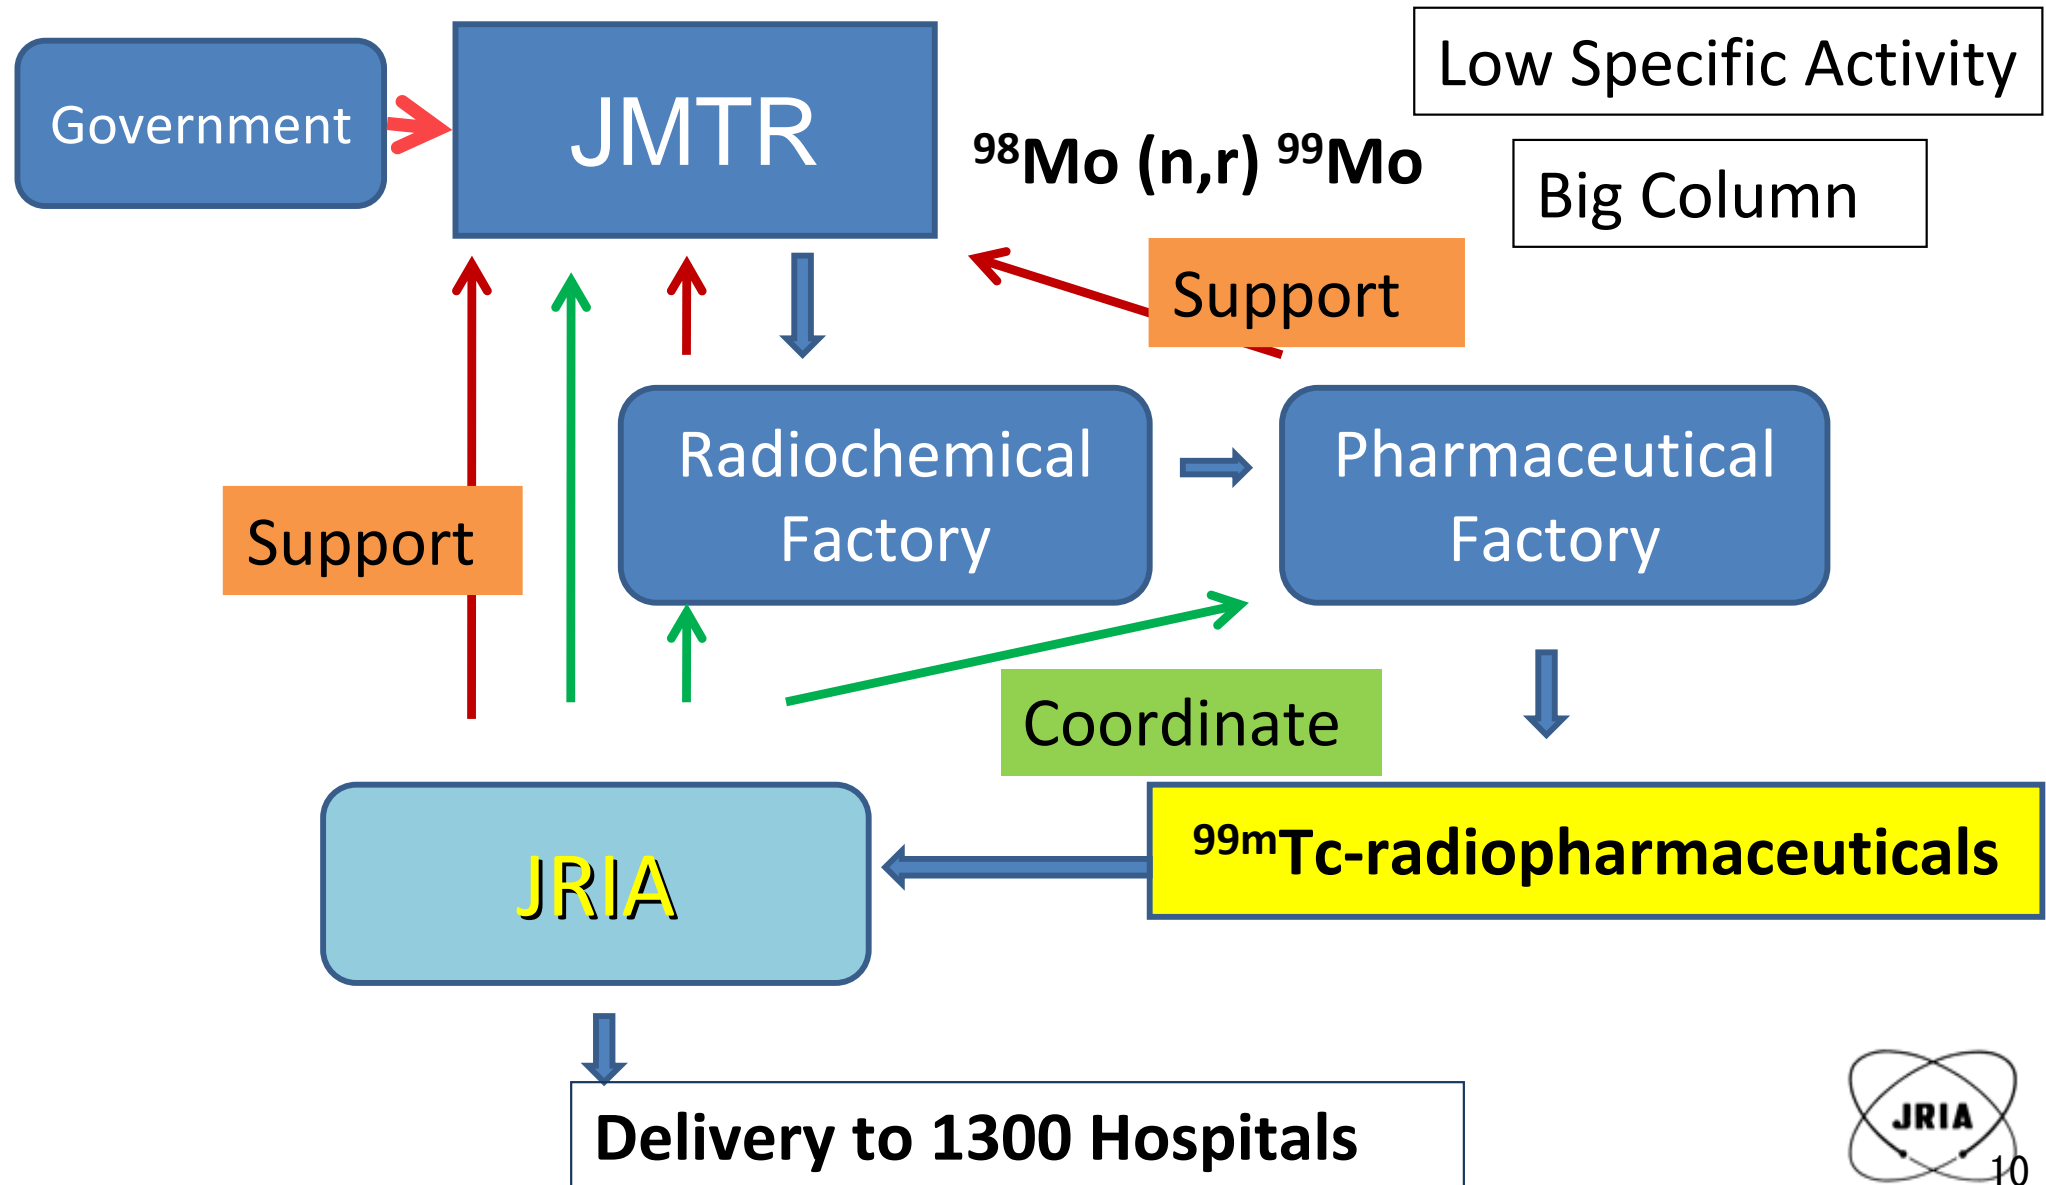 Government
JMTR
Low Specific Activity
⁹⁸Mo (n,r) ⁹⁹Mo
Big Column
Support
Radiochemical
Factory
Pharmaceutical
Factory
Support
Coordinate
JRIA
⁹⁹ᵐTc-radiopharmaceuticals
Delivery to 1300 Hospitals
JRIA
10